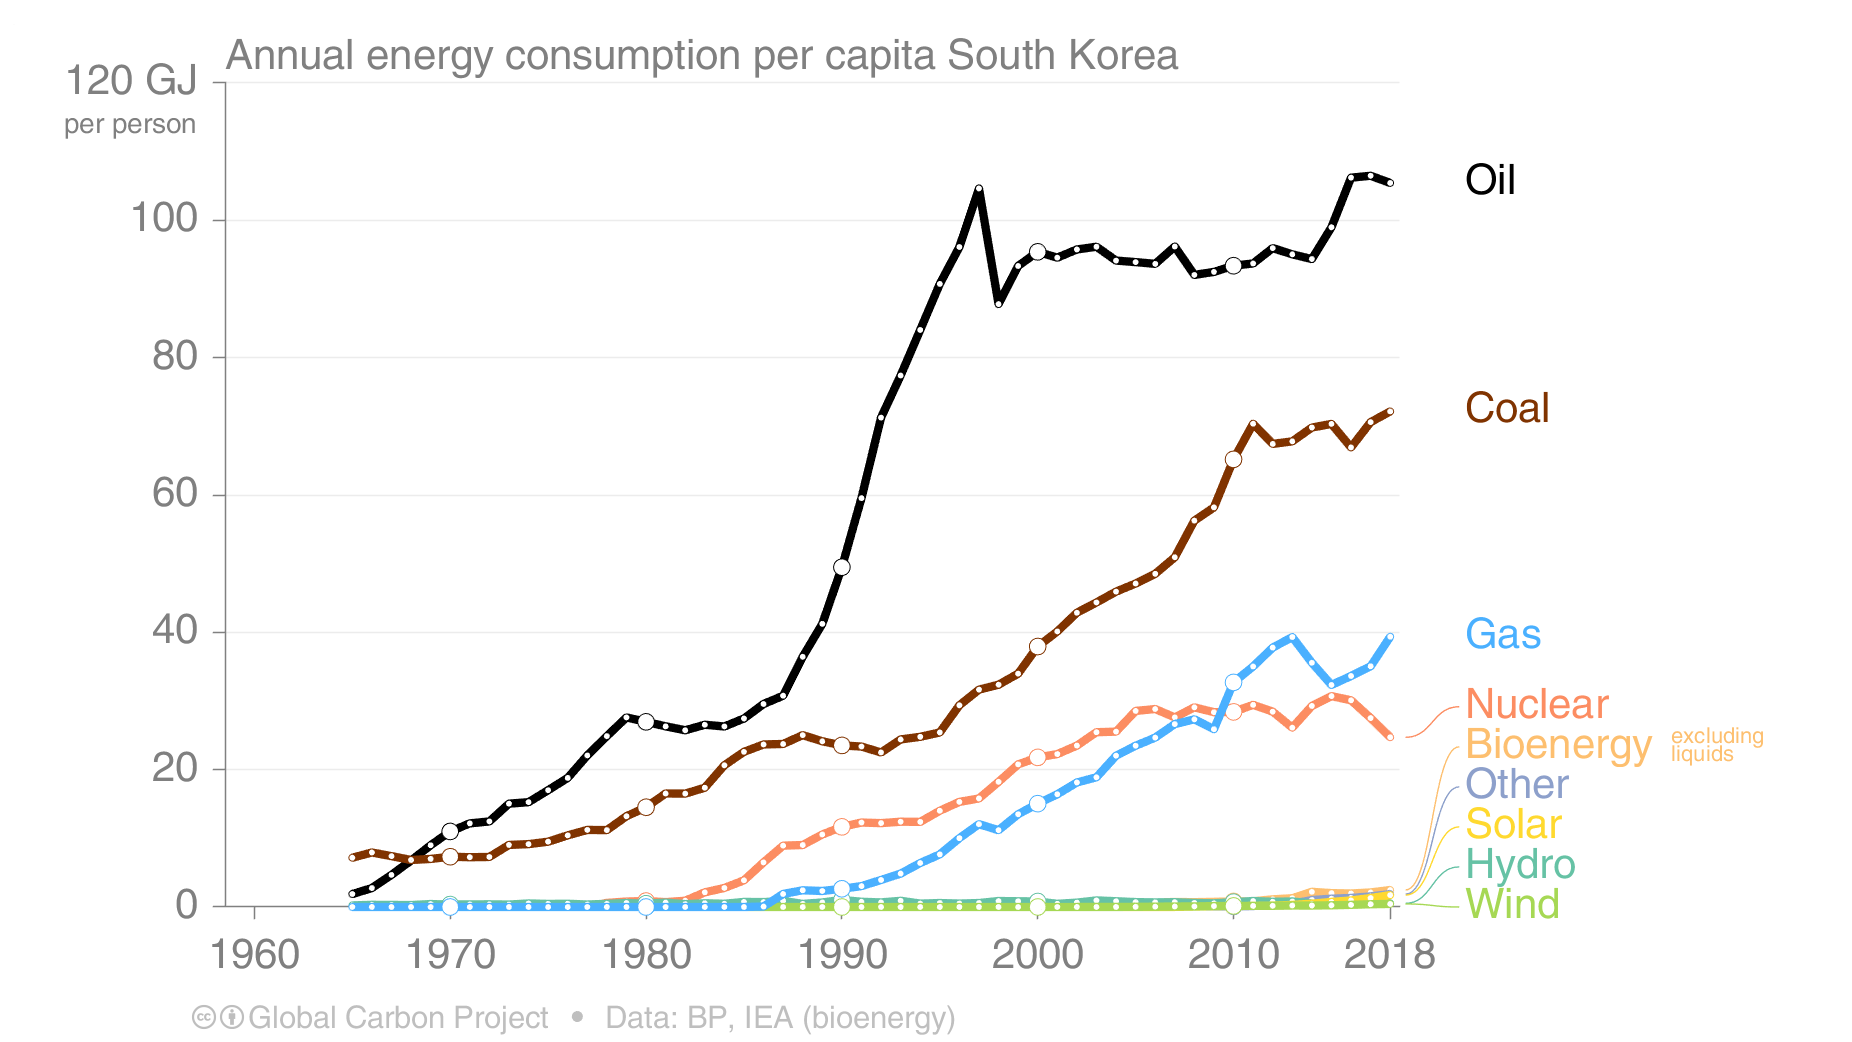 Annual energy consumption per capita South Korea
120 GJ
per person
100
80
60
40
20
0
1960 1970 1980 1990 2000 2010 2018
Oil
Coal
Gas
Nuclear
Bioenergy excluding liquids
Other
Solar
Hydro
Wind
cc Global Carbon Project • Data: BP, IEA (bioenergy)